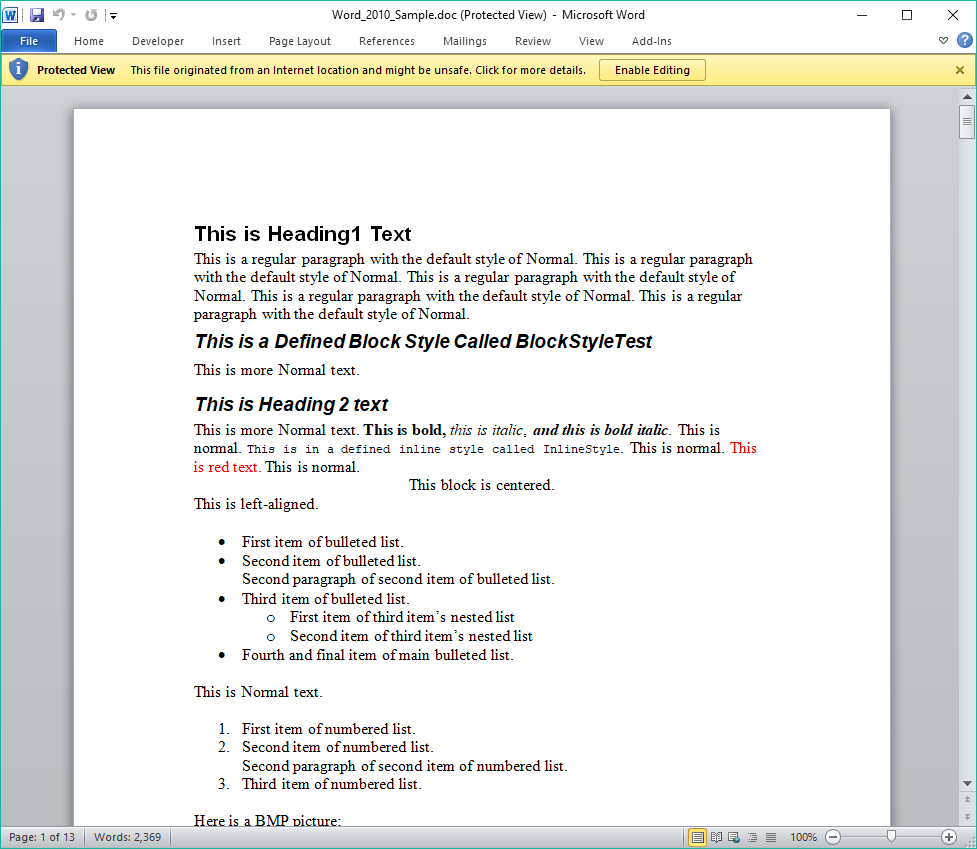 Word_2010_Sample.doc (Protected View) - Microsoft Word
File Home Developer Insert Page Layout References Mailings Review View Add-Ins
Protected View This file originated from an Internet location and might be unsafe. Click for more details. Enable Editing
This is Heading1 Text
This is a regular paragraph with the default style of Normal. This is a regular paragraph
with the default style of Normal. This is a regular paragraph with the default style of
Normal. This is a regular paragraph with the default style of Normal. This is a regular
paragraph with the default style of Normal.
This is a Defined Block Style Called BlockStyleTest
This is more Normal text.
This is Heading 2 text
This is more Normal text. This is bold, this is italic, and this is bold italic. This is
normal. This is in a defined inline style called InlineStyle. This is normal. This
is red text. This is normal.
This block is centered.
This is left-aligned.
• First item of bulleted list.
• Second item of bulleted list.
Second paragraph of second item of bulleted list.
• Third item of bulleted list.
o First item of third item's nested list
o Second item of third item's nested list
• Fourth and final item of main bulleted list.
This is Normal text.
1. First item of numbered list.
2. Second item of numbered list.
Second paragraph of second item of numbered list.
3. Third item of numbered list.
Here is a BMP picture:
Page: 1 of 13 Words: 2,369 100%